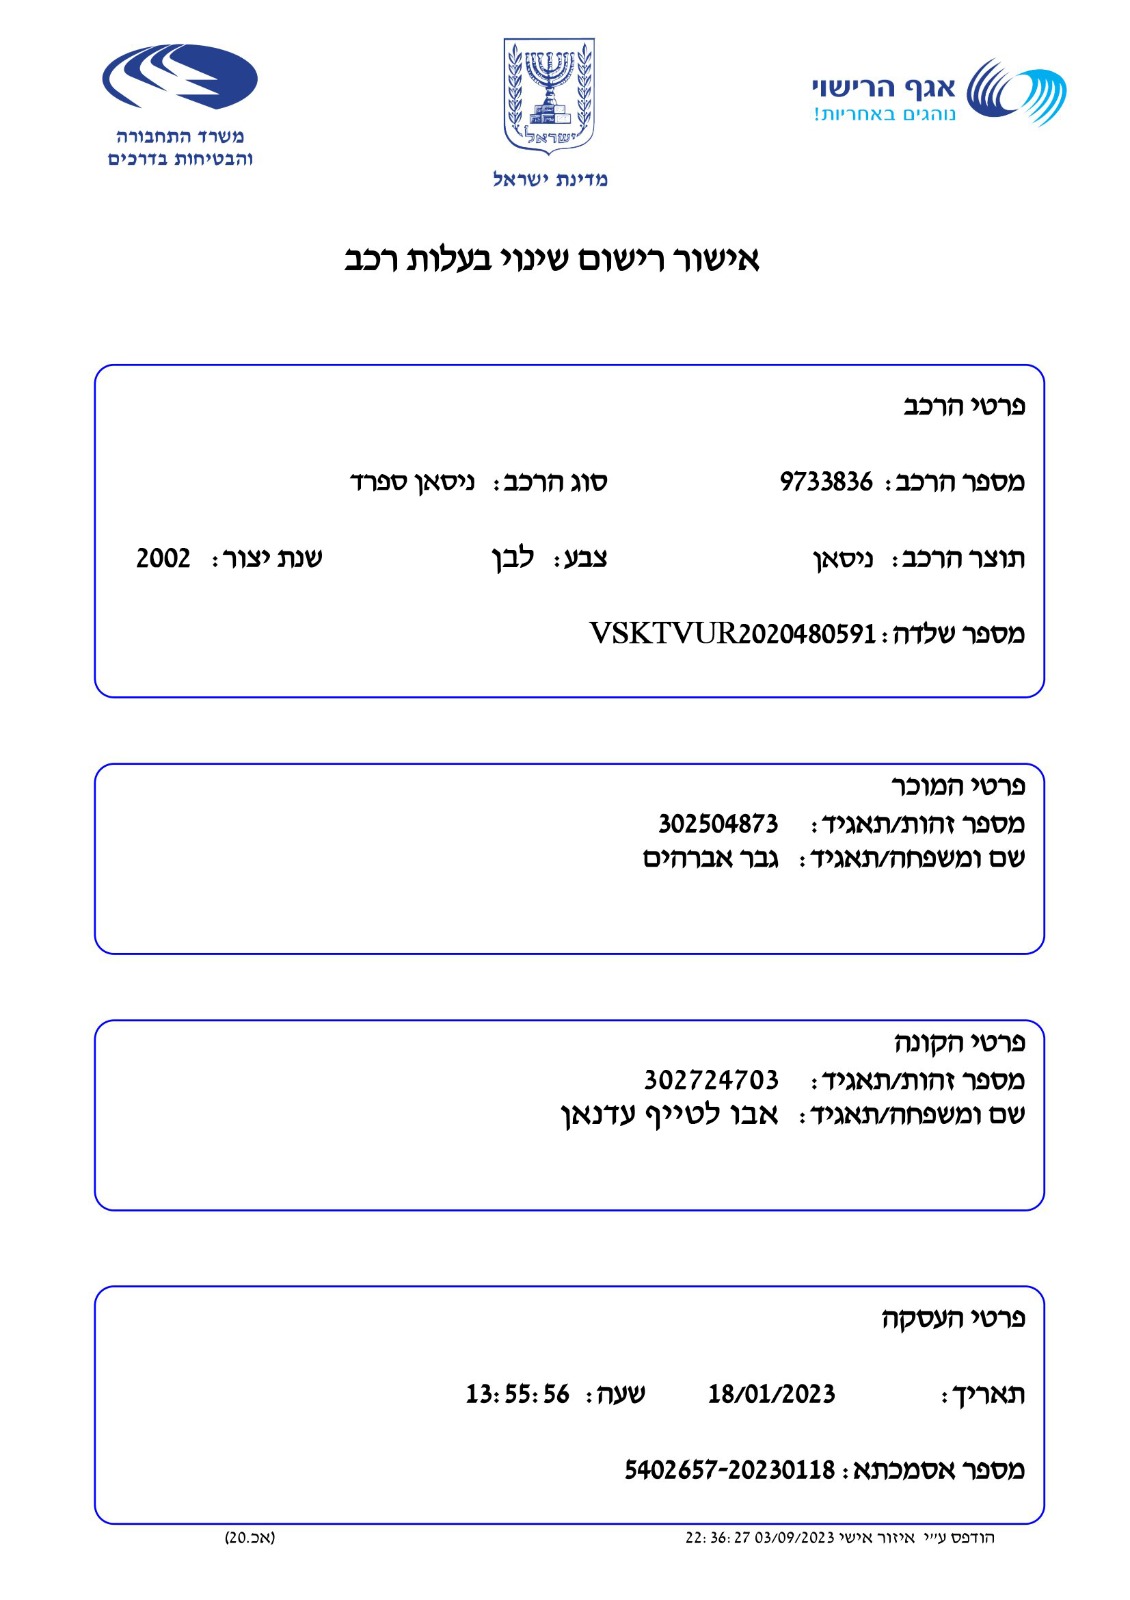 משרד התחבורה
והבטיחות בדרכים
ישראל
מדינת ישראל
אגף הרישוי
נוהגים באחריות!
אישור רישום שינוי בעלות רכב
פרטי הרכב
מספר הרכב: 9733836 סוג הרכב: ניסאן ספרד
תוצר הרכב: ניסאן צבע: לבן שנת יצור: 2002
מספר שלדה: VSKTVUR2020480591
פרטי המוכר
מספר זהות/תאגיד: 302504873
שם ומשפחה/תאגיד: גבר אברהים
פרטי הקונה
מספר זהות/תאגיד: 302724703
שם ומשפחה/תאגיד: אבו לטייף עדנאן
פרטי העסקה
תאריך: 18/01/2023 שעה: 13:55:56
מספר אסמכתא: 5402657-20230118
הודפס ע״י איזור אישי 03/09/2023 22:36:27 (אכ.20)